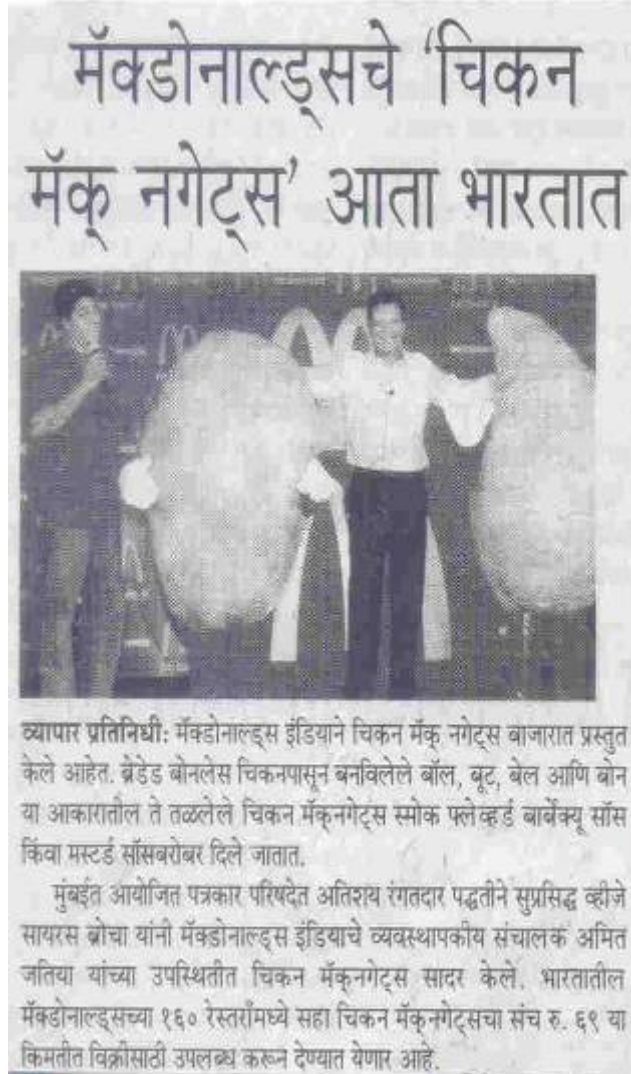 मॅक्डोनाल्ड्सचे ‘चिकन
मॅक् नगेट्स’ आता भारतात
व्यापार प्रतिनिधी: मॅक्डोनाल्ड्स इंडियाने चिकन मॅक् नगेट्स बाजारात प्रस्तुत
केले आहेत. ब्रेडेड बोनलेस चिकनपासून बनविलेले बॉल, बूट, बेल आणि बोन
या आकारातील ते तळलेले चिकन मॅक्नगेट्स स्मोक फ्लेव्हर्ड बार्बेक्यू सॉस
किंवा मस्टर्ड सॉसबरोबर दिले जातात.
मुंबईत आयोजित पत्रकार परिषदेत अतिशय रंगतदार पद्धतीने सुप्रसिद्ध व्हीजे
सायरस ब्रोचा यांनी मॅक्डोनाल्ड्स इंडियाचे व्यवस्थापकीय संचालक अमित
जतिया यांच्या उपस्थितीत चिकन मॅक्नगेट्स सादर केले. भारतातील
मॅक्डोनाल्ड्सच्या १६० रेस्तराँमध्ये सहा चिकन मॅक्नगेट्सचा संच रु. ६९ या
किमतीत विक्रीसाठी उपलब्ध करून देण्यात येणार आहे.